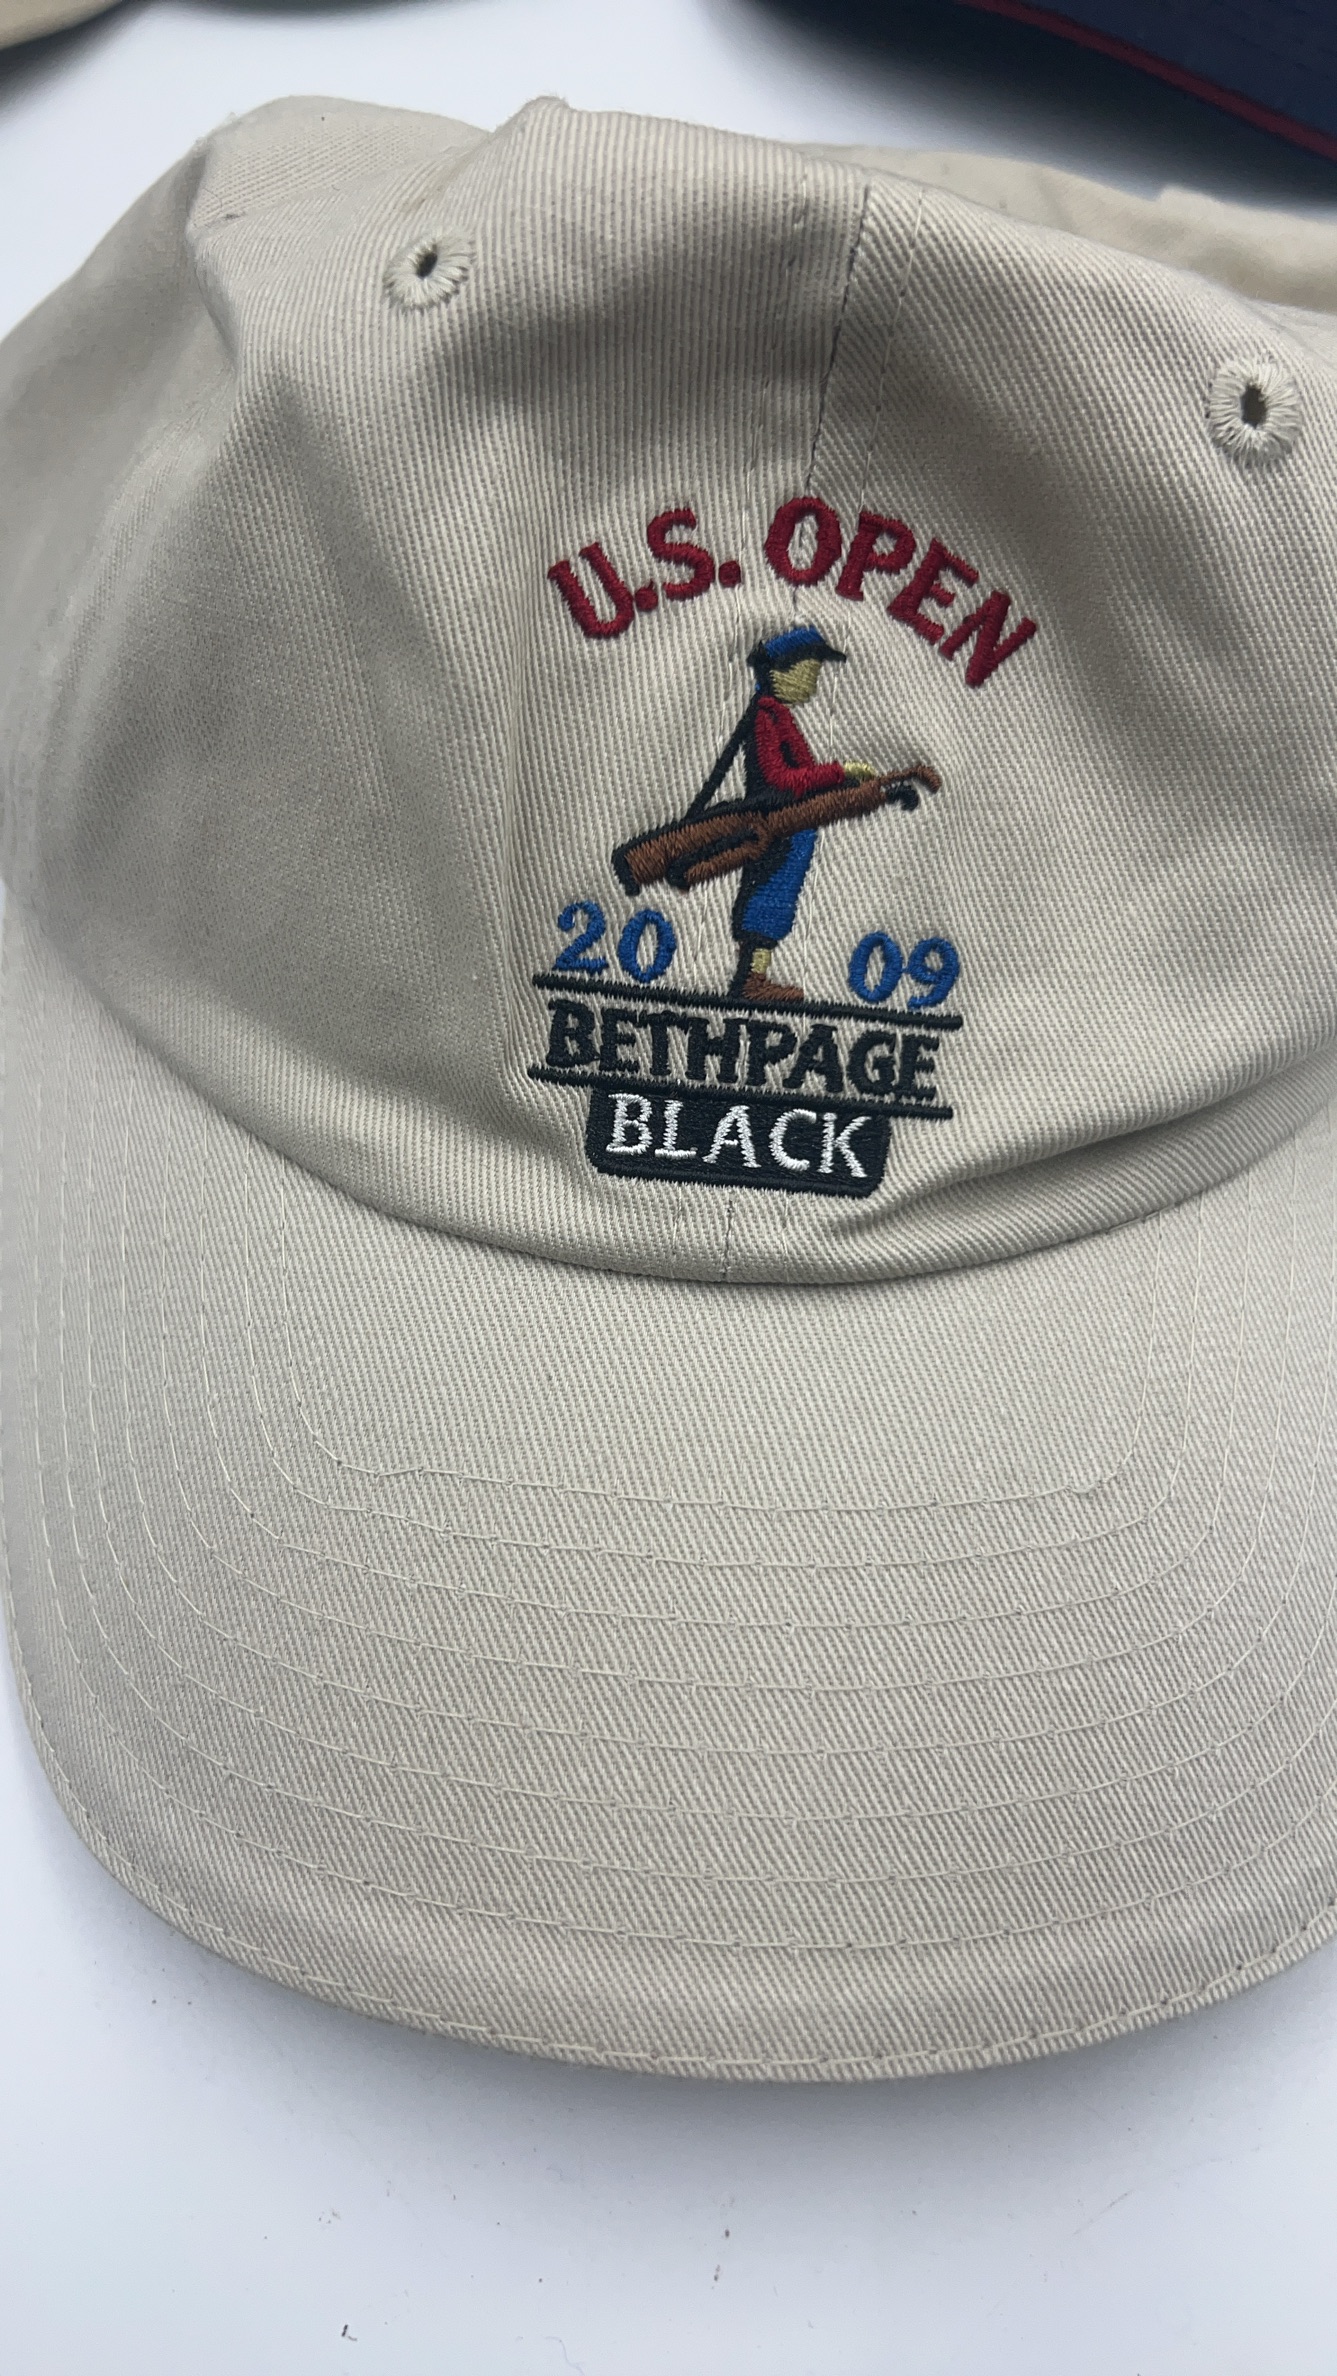 U.S. OPEN
20 09
BETHPAGE
BLACK